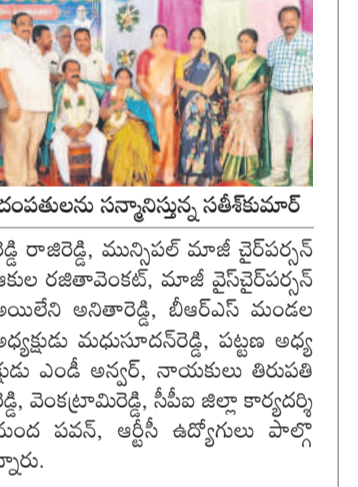 దంపతులను సన్మానిస్తున్న సతీశ్‌కుమార్
రెడ్డి రాజిరెడ్డి, మున్సిపల్ మాజీ చైర్‌పర్సన్
ఆకుల రజితావెంకట్, మాజీ వైస్‌చైర్‌పర్సన్
అయిలేని అనితారెడ్డి, బీఆర్ఎస్ మండల
అధ్యక్షుడు మధుసూదన్‌రెడ్డి, పట్టణ అధ్య
క్షుడు ఎండీ అన్వర్, నాయకులు తిరుపతి
రెడ్డి, వెంకట్రామిరెడ్డి, సీపీఐ జిల్లా కార్యదర్శి
మంద పవన్, ఆర్టీసీ ఉద్యోగులు పాల్గొ
న్నారు.